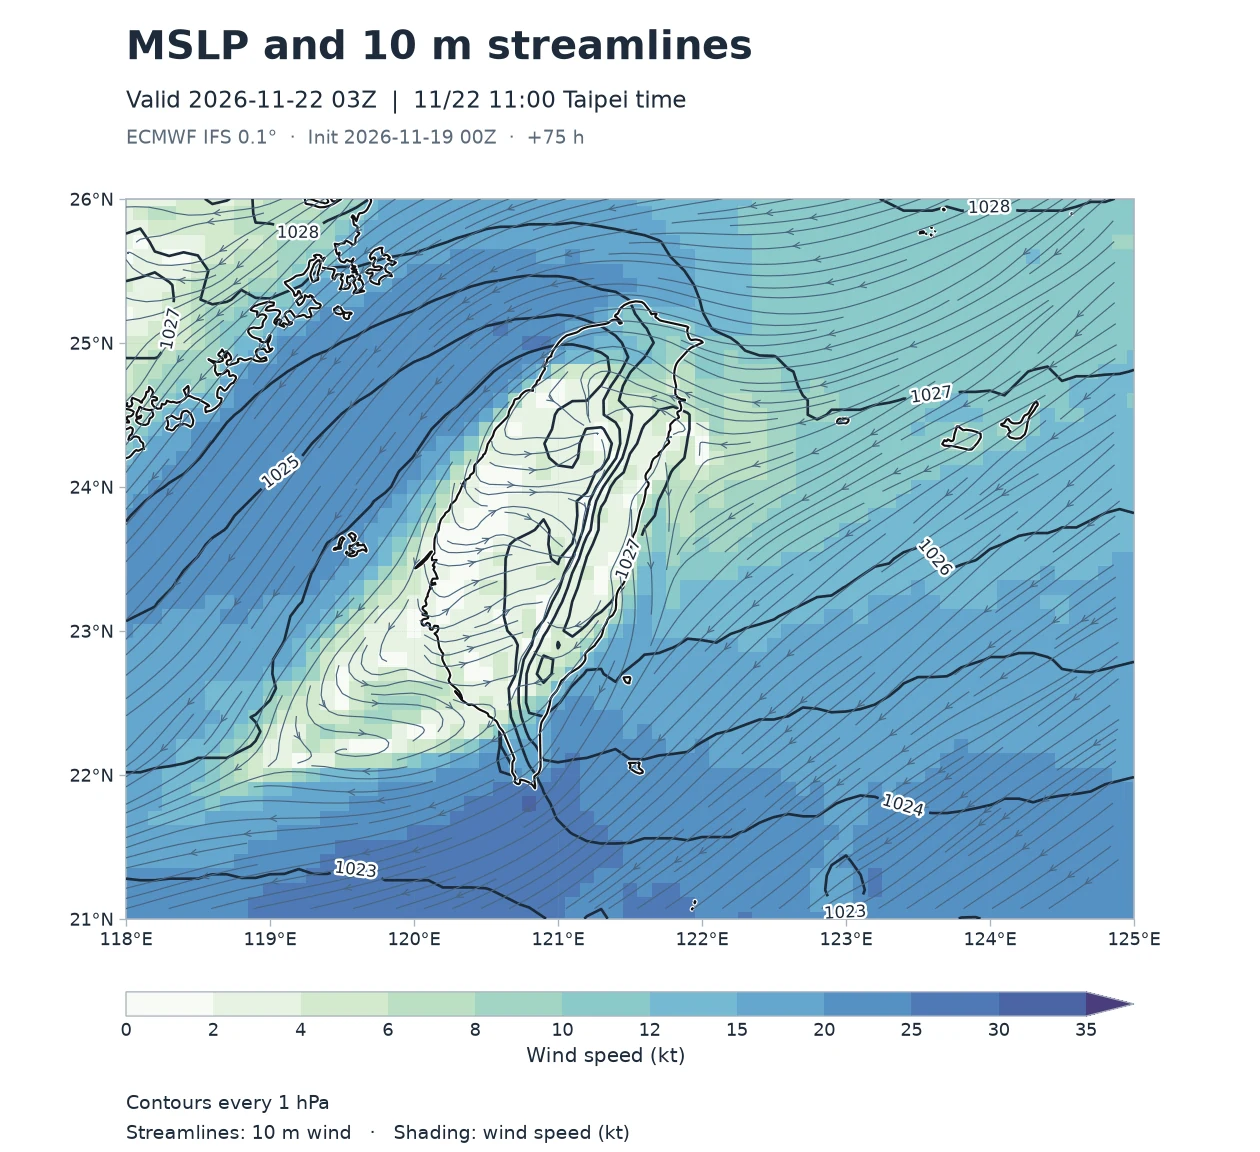 MSLP and 10 m streamlines
Valid 2026-11-22 03Z | 11/22 11:00 Taipei time
ECMWF IFS 0.1° · Init 2026-11-19 00Z · +75 h
26°N
25°N
24°N
23°N
22°N
21°N
1028
1028
1027
1027
1025
1026
1027
1024
1023
1023
118°E 119°E 120°E 121°E 122°E 123°E 124°E 125°E
0 2 4 6 8 10 12 15 20 25 30 35
Wind speed (kt)
Contours every 1 hPa
Streamlines: 10 m wind · Shading: wind speed (kt)